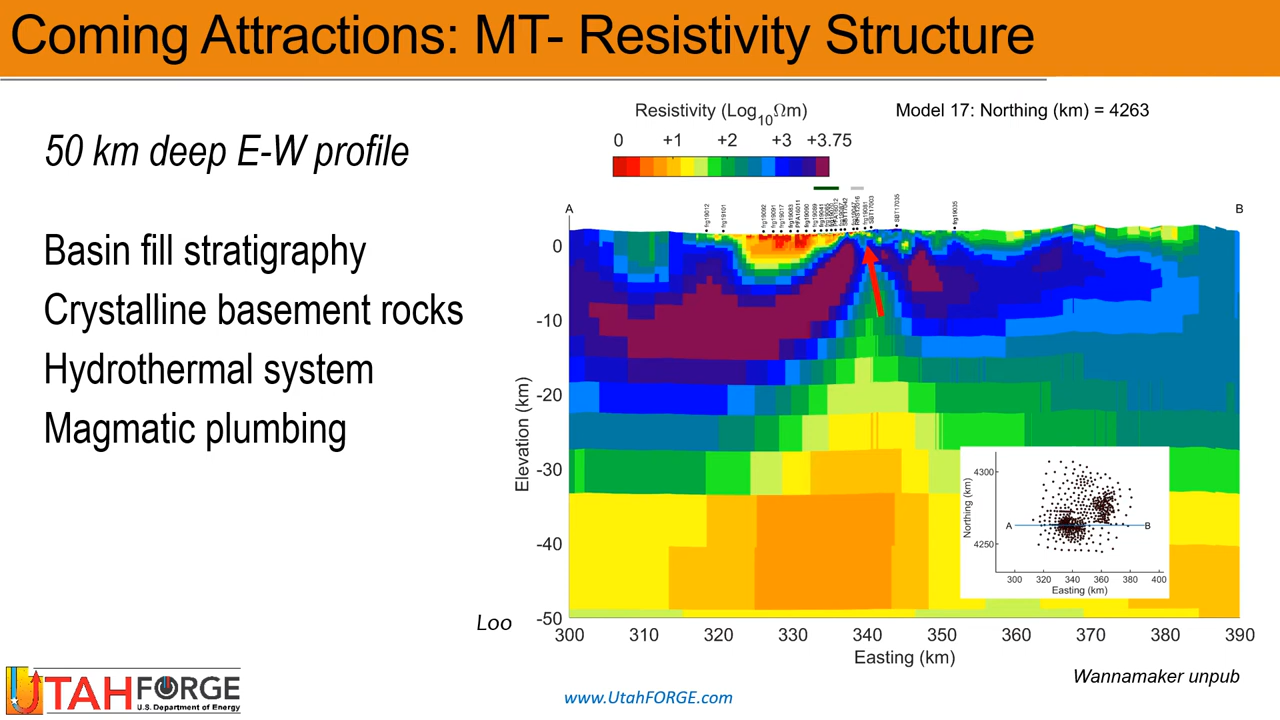 Coming Attractions: MT- Resistivity Structure
50 km deep E-W profile
Basin fill stratigraphy
Crystalline basement rocks
Hydrothermal system
Magmatic plumbing
Resistivity (Log10Ωm)
0 +1 +2 +3 +3.75
Model 17: Northing (km) = 4263
A
B
Elevation (km)
0
-10
-20
-30
-40
-50
300 310 320 330 340 350 360 370 380 390
Easting (km)
Northing (km)
4300
4250
A B
300 320 340 360 380 400
Easting (km)
Loo
Wannamaker unpub
UTAH FORGE
U.S. Department of Energy
www.UtahFORGE.com